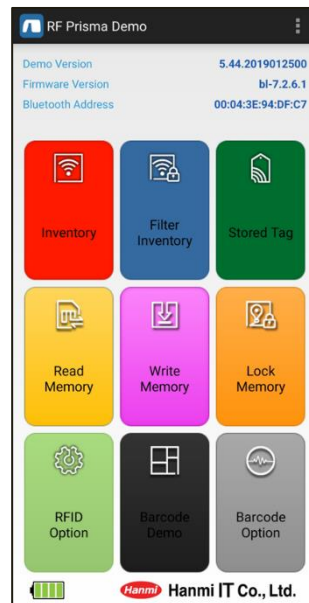 RF Prisma Demo
Demo Version 5.44.2019012500
Firmware Version bl-7.2.6.1
Bluetooth Address 00:04:3E:94:DF:C7
Inventory
Filter
Inventory
Stored Tag
Read
Memory
Write
Memory
Lock
Memory
RFID
Option
Barcode
Demo
Barcode
Option
Hanmi Hanmi IT Co., Ltd.